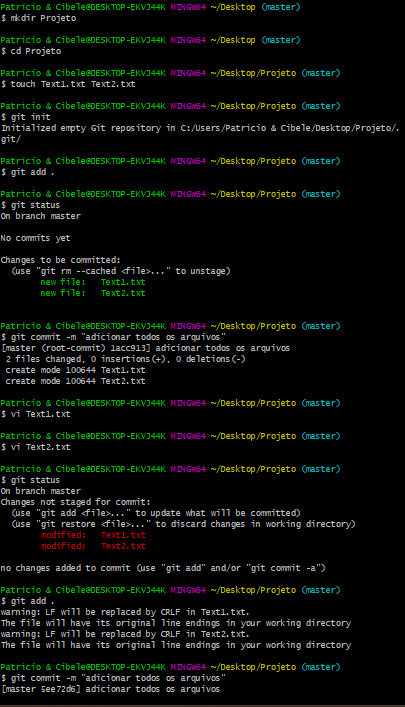 Patricio & Cibele@DESKTOP-EKVJ44K MINGW64 ~/Desktop (master)
$ mkdir Projeto
Patricio & Cibele@DESKTOP-EKVJ44K MINGW64 ~/Desktop (master)
$ cd Projeto
Patricio & Cibele@DESKTOP-EKVJ44K MINGW64 ~/Desktop/Projeto (master)
$ touch Text1.txt Text2.txt
Patricio & Cibele@DESKTOP-EKVJ44K MINGW64 ~/Desktop/Projeto (master)
$ git init
Initialized empty Git repository in C:/Users/Patricio & Cibele/Desktop/Projeto/.
git/
Patricio & Cibele@DESKTOP-EKVJ44K MINGW64 ~/Desktop/Projeto (master)
$ git add .
Patricio & Cibele@DESKTOP-EKVJ44K MINGW64 ~/Desktop/Projeto (master)
$ git status
On branch master
No commits yet
Changes to be committed:
  (use "git rm --cached <file>..." to unstage)
        new file:   Text1.txt
        new file:   Text2.txt
Patricio & Cibele@DESKTOP-EKVJ44K MINGW64 ~/Desktop/Projeto (master)
$ git commit -m "adicionar todos os arquivos"
[master (root-commit) 1acc913] adicionar todos os arquivos
 2 files changed, 0 insertions(+), 0 deletions(-)
 create mode 100644 Text1.txt
 create mode 100644 Text2.txt
Patricio & Cibele@DESKTOP-EKVJ44K MINGW64 ~/Desktop/Projeto (master)
$ vi Text1.txt
Patricio & Cibele@DESKTOP-EKVJ44K MINGW64 ~/Desktop/Projeto (master)
$ vi Text2.txt
Patricio & Cibele@DESKTOP-EKVJ44K MINGW64 ~/Desktop/Projeto (master)
$ git status
On branch master
Changes not staged for commit:
  (use "git add <file>..." to update what will be committed)
  (use "git restore <file>..." to discard changes in working directory)
        modified:   Text1.txt
        modified:   Text2.txt
no changes added to commit (use "git add" and/or "git commit -a")
Patricio & Cibele@DESKTOP-EKVJ44K MINGW64 ~/Desktop/Projeto (master)
$ git add .
warning: LF will be replaced by CRLF in Text1.txt.
The file will have its original line endings in your working directory
warning: LF will be replaced by CRLF in Text2.txt.
The file will have its original line endings in your working directory
Patricio & Cibele@DESKTOP-EKVJ44K MINGW64 ~/Desktop/Projeto (master)
$ git commit -m "adicionar todos os arquivos"
[master 5ee72d6] adicionar todos os arquivos